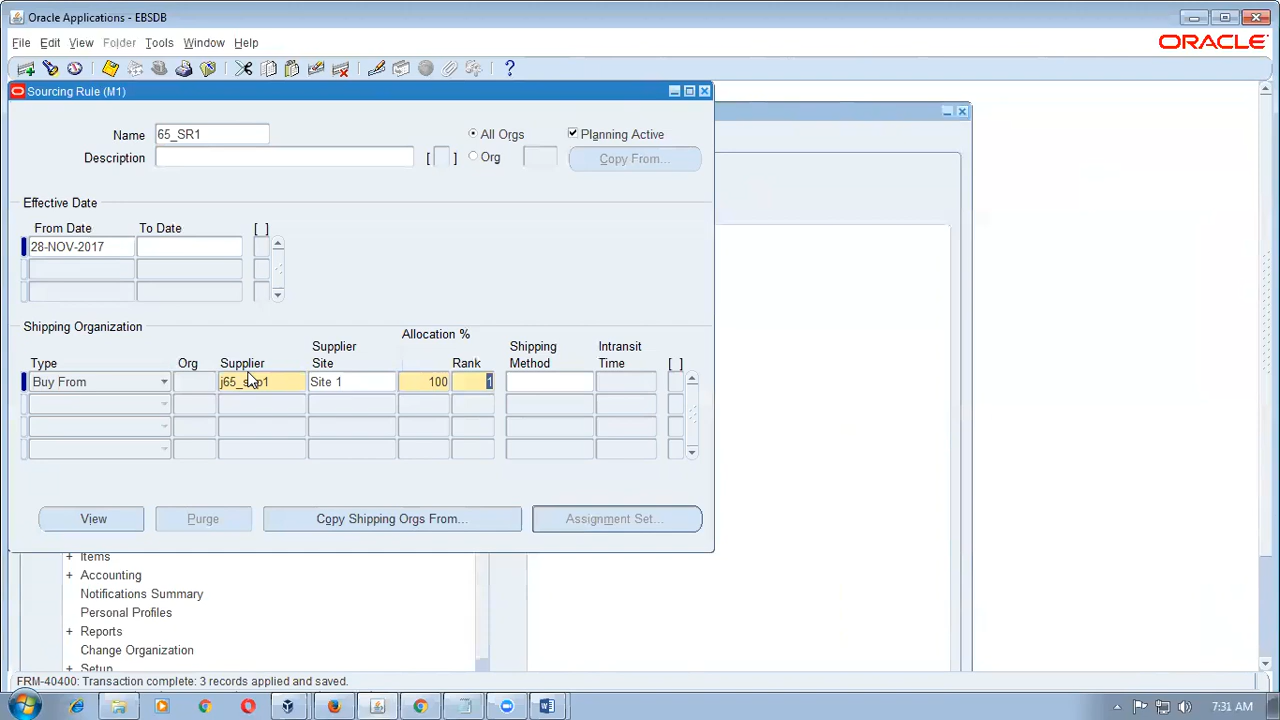 Oracle Applications - EBSDB
File Edit View Folder Tools Window Help
ORACLE
Sourcing Rule (M1)
Name 65_SR1 All Orgs Planning Active
Description [ ] Org Copy From...
Effective Date
From Date To Date [ ]
28-NOV-2017
Shipping Organization
Allocation %
Supplier Shipping Intransit
Type Org Supplier Site Rank Method Time [ ]
Buy From Site 1 100 1
View Purge Copy Shipping Orgs From... Assignment Set...
+ Items
+ Accounting
Notifications Summary
Personal Profiles
+ Reports
Change Organization
+ Setup
FRM-40400: Transaction complete: 3 records applied and saved.
7:31 AM